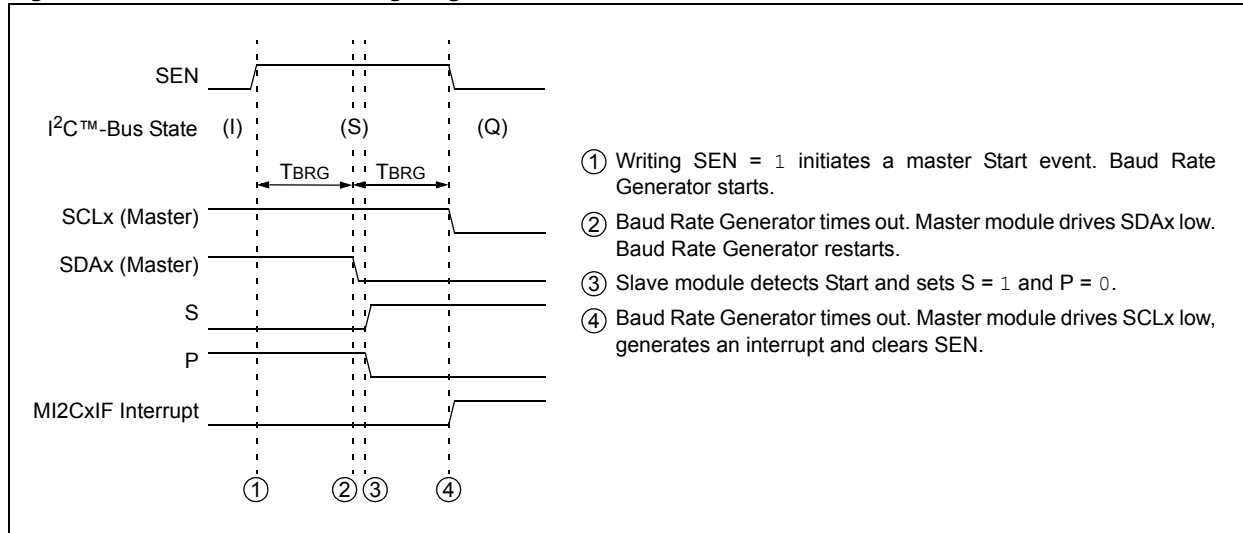 SEN
I2C™-Bus State (I) (S) (Q)
TBRG TBRG
SCLx (Master)
SDAx (Master)
S
P
MI2CxIF Interrupt
1 2 3 4
1 Writing SEN = 1 initiates a master Start event. Baud Rate
Generator starts.
2 Baud Rate Generator times out. Master module drives SDAx low.
Baud Rate Generator restarts.
3 Slave module detects Start and sets S = 1 and P = 0.
4 Baud Rate Generator times out. Master module drives SCLx low,
generates an interrupt and clears SEN.